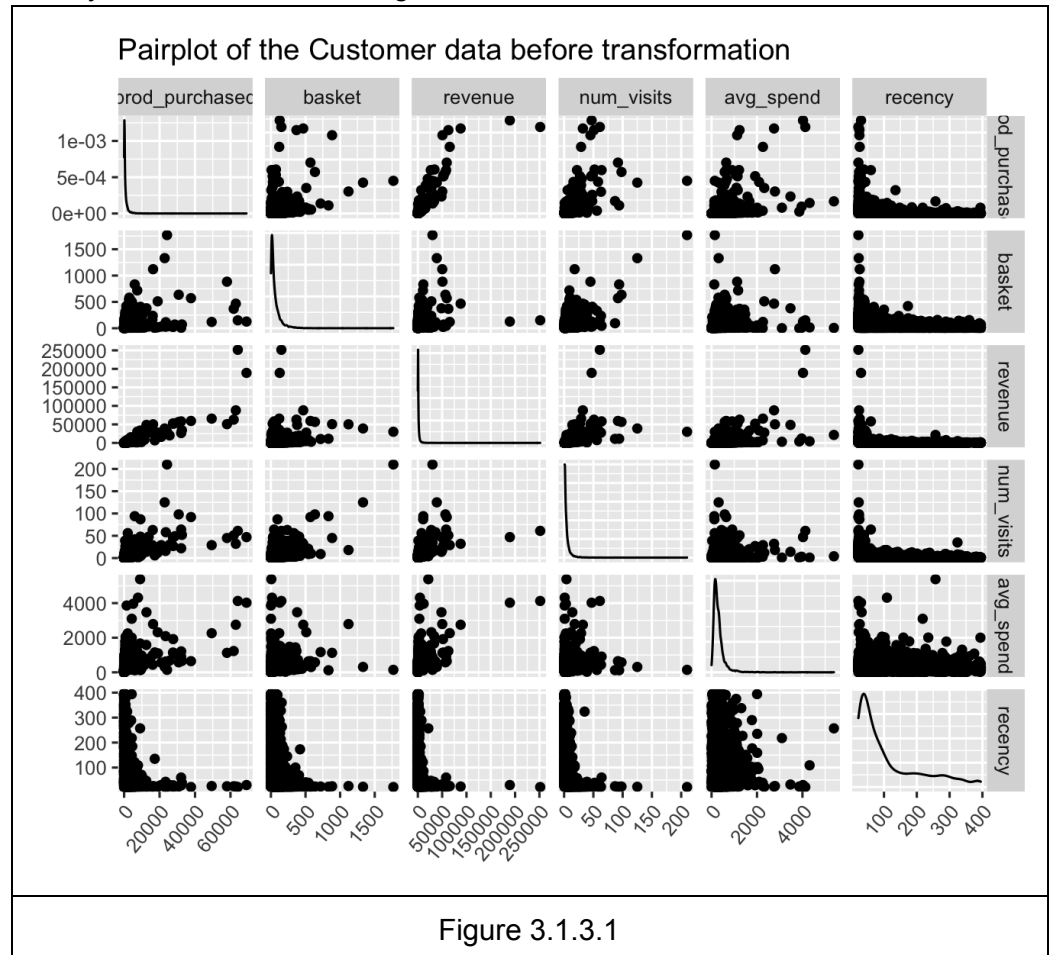 Pairplot of the Customer data before transformation
prod_purchased basket revenue num_visits avg_spend recency
1e-03
5e-04
0e+00
od_purchas
1500
1000
500
0
basket
250000
200000
150000
100000
50000
0
revenue
200
150
100
50
0
num_visits
4000
2000
0
avg_spend
400
300
200
100
recency
0 20000 40000 60000 0 500 1000 1500 0 50000 100000 150000 200000 250000 0 50 100 150 200 0 2000 4000 100 200 300 400
Figure 3.1.3.1